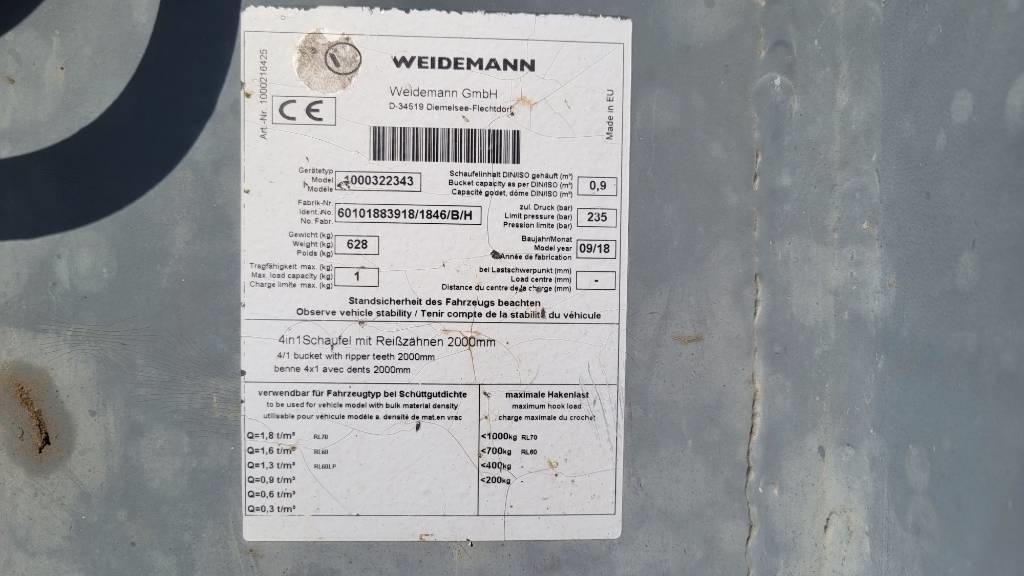 Art.-Nr. 1000216425
CE
WEIDEMANN
Weidemann GmbH
D-34519 Diemelsee-Flechtdorf
Made in EU
Gerätetyp
Model
Modèle
1000322343
Schaufelinhalt DIN/ISO gehäuft (m³)
Bucket capacity as per DIN/ISO (m³)
Capacité godet, dôme DIN/ISO (m³)
0,9
Fabrik-Nr.
Ident./No.
No. Fabr.
60101883918/1846/B/H
zul. Druck (bar)
Limit pressure (bar)
Pression limite (bar)
235
Gewicht (kg)
Weight (kg)
Poids (kg)
628
Baujahr/Monat
Model year
Année de fabrication
09/18
Tragfähigkeit max. (kg)
Max. load capacity (kg)
Charge limite max. (kg)
1
bei Lastschwerpunkt (mm)
Load centre (mm)
Distance du centre de la charge (mm)
-
Standsicherheit des Fahrzeugs beachten
Observe vehicle stability / Tenir compte de la stabilité du véhicule
4in1Schaufel mit Reißzähnen 2000mm
4/1 bucket with ripper teeth 2000mm
benne 4x1 avec dents 2000mm
verwendbar für Fahrzeugtyp bei Schüttgutdichte
to be used for vehicle model with bulk material density
utilisable pour véhicule modèle a. densité de mat.en vrac
Q=1,8 t/m³ RL70
Q=1,6 t/m³ RL60
Q=1,3 t/m³ RL60LP
Q=0,9 t/m³
Q=0,6 t/m³
Q=0,3 t/m³
maximale Hakenlast
maximum hook load
charge maximale du crochet
<1000kg RL70
<700kg RL60
<400kg
<200kg